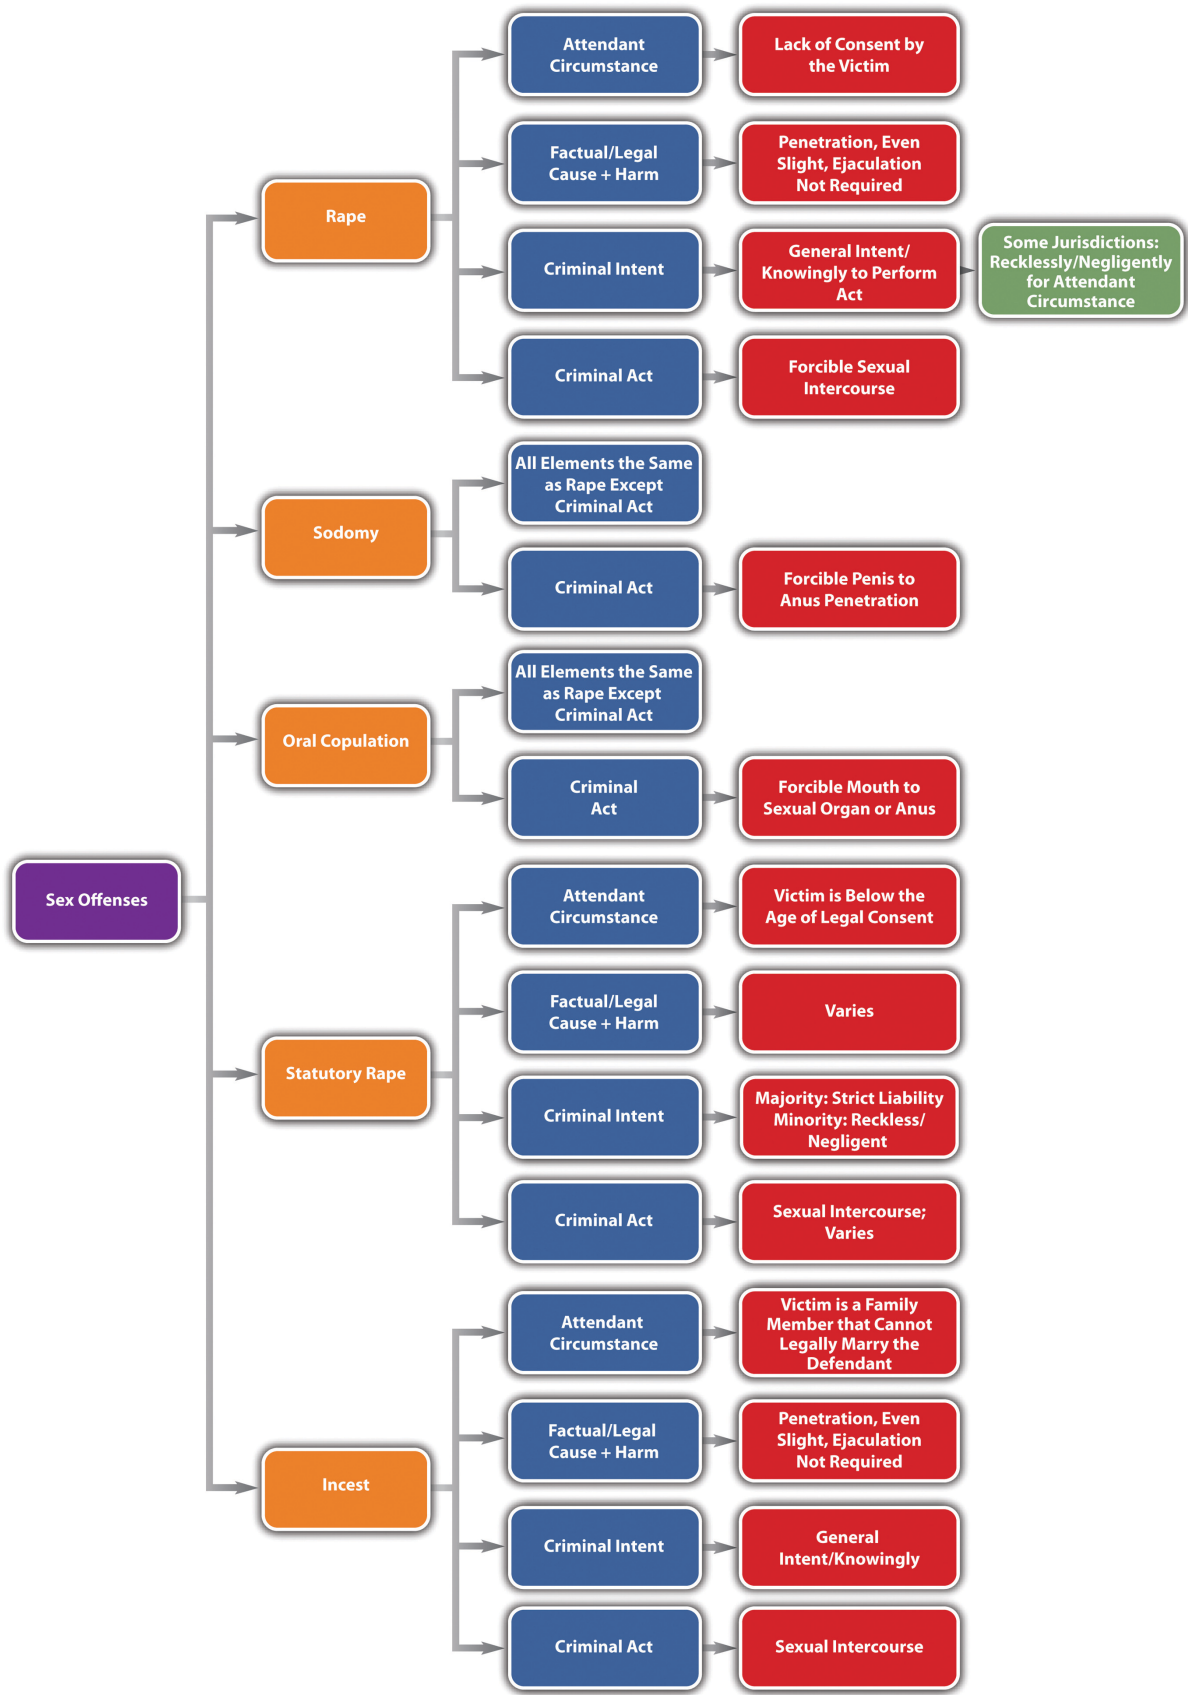 Sex Offenses
Rape
Attendant
Circumstance
Lack of Consent by
the Victim
Factual/Legal
Cause + Harm
Penetration, Even
Slight, Ejaculation
Not Required
Criminal Intent
General Intent/
Knowingly to Perform
Act
Some Jurisdictions:
Recklessly/Negligently
for Attendant
Circumstance
Criminal Act
Forcible Sexual
Intercourse
Sodomy
All Elements the Same
as Rape Except
Criminal Act
Criminal Act
Forcible Penis to
Anus Penetration
Oral Copulation
All Elements the Same
as Rape Except
Criminal Act
Criminal
Act
Forcible Mouth to
Sexual Organ or Anus
Statutory Rape
Attendant
Circumstance
Victim is Below the
Age of Legal Consent
Factual/Legal
Cause + Harm
Varies
Criminal Intent
Majority: Strict Liability
Minority: Reckless/
Negligent
Criminal Act
Sexual Intercourse;
Varies
Incest
Attendant
Circumstance
Victim is a Family
Member that Cannot
Legally Marry the
Defendant
Factual/Legal
Cause + Harm
Penetration, Even
Slight, Ejaculation
Not Required
Criminal Intent
General
Intent/Knowingly
Criminal Act
Sexual Intercourse